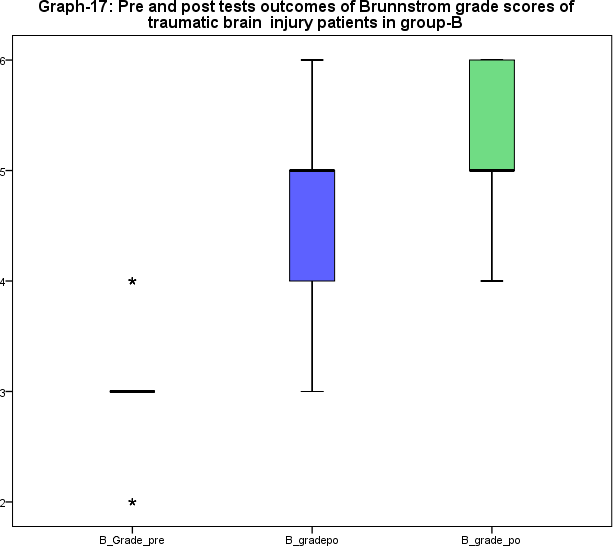 Graph-17: Pre and post tests outcomes of Brunnstrom grade scores of
traumatic brain injury patients in group-B
6
5
4
3
2
B_Grade_pre B_gradepo B_grade_po